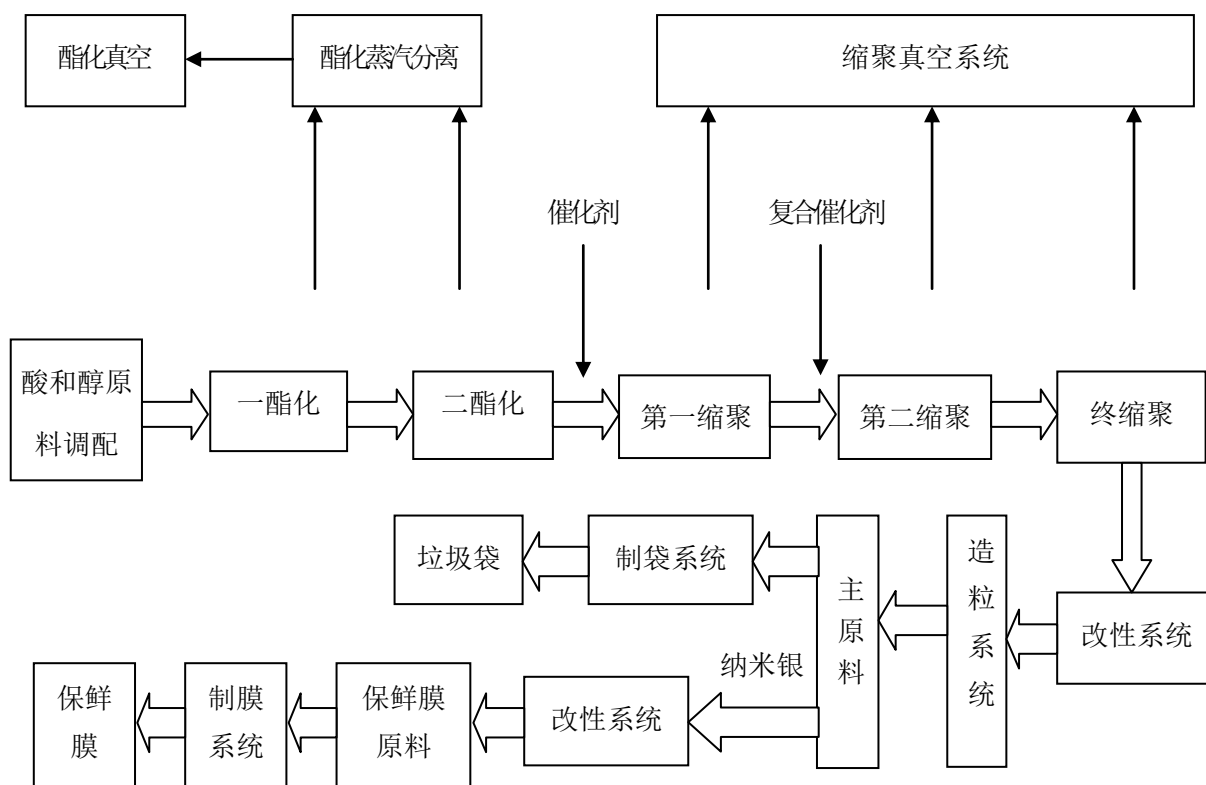 酯化真空
酯化蒸汽分离
缩聚真空系统
催化剂
复合催化剂
酸和醇原
料调配
一酯化
二酯化
第一缩聚
第二缩聚
终缩聚
垃圾袋
制袋系统
主
原
料
造
粒
系
统
改性系统
纳米银
保鲜
膜
制膜
系统
保鲜膜
原料
改性系统